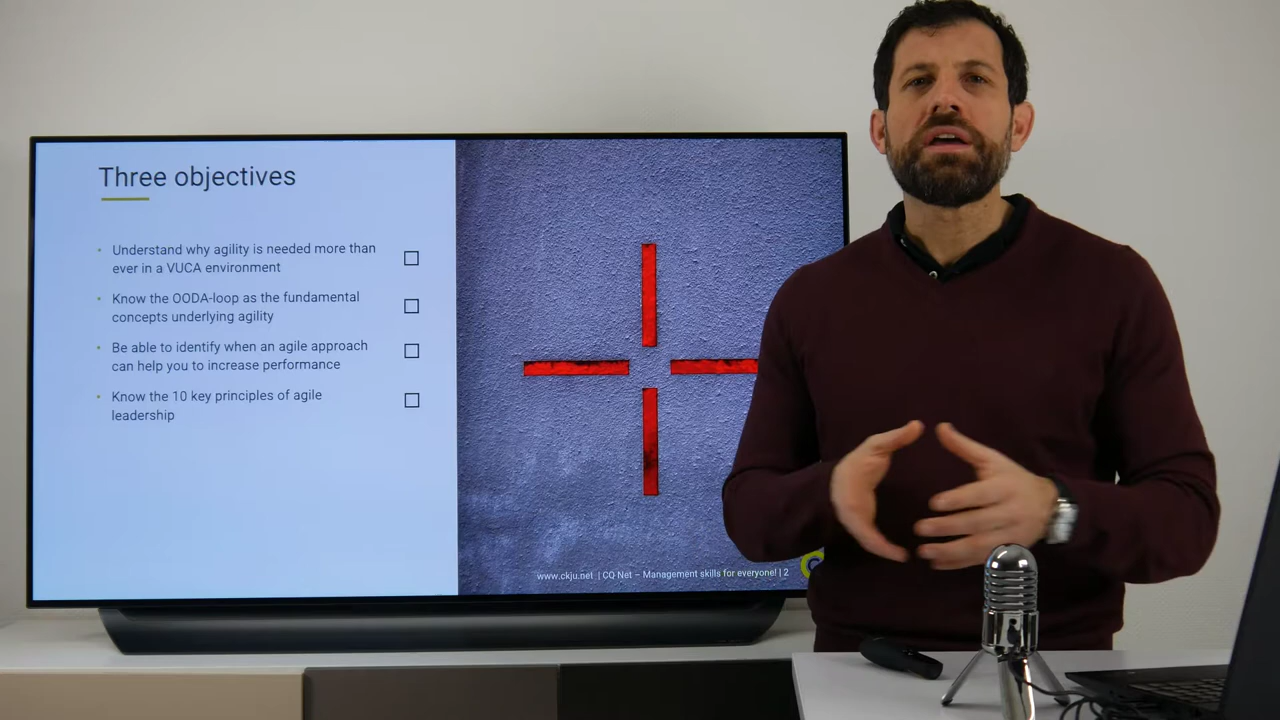 Three objectives
• Understand why agility is needed more than
ever in a VUCA environment
• Know the OODA-loop as the fundamental
concepts underlying agility
• Be able to identify when an agile approach
can help you to increase performance
• Know the 10 key principles of agile
leadership
www.ckju.net | CQ Net – Management skills for everyone! | 2